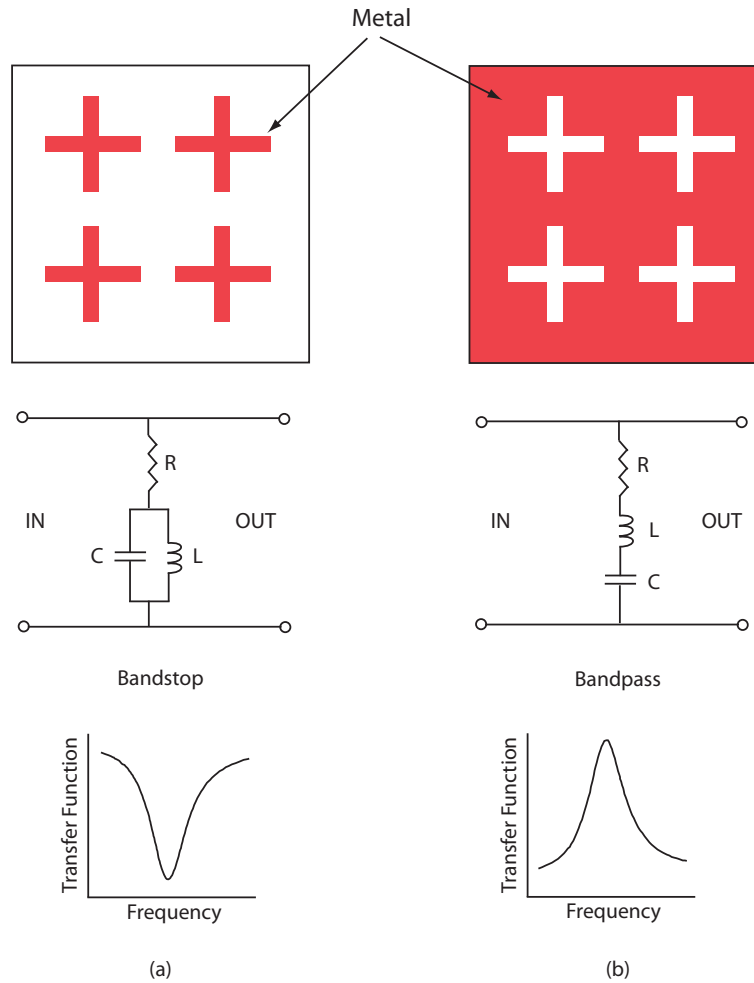 Metal
R
IN
OUT
C
L
Bandstop
Transfer Function
Frequency
(a)
R
IN
L
OUT
C
Bandpass
Transfer Function
Frequency
(b)